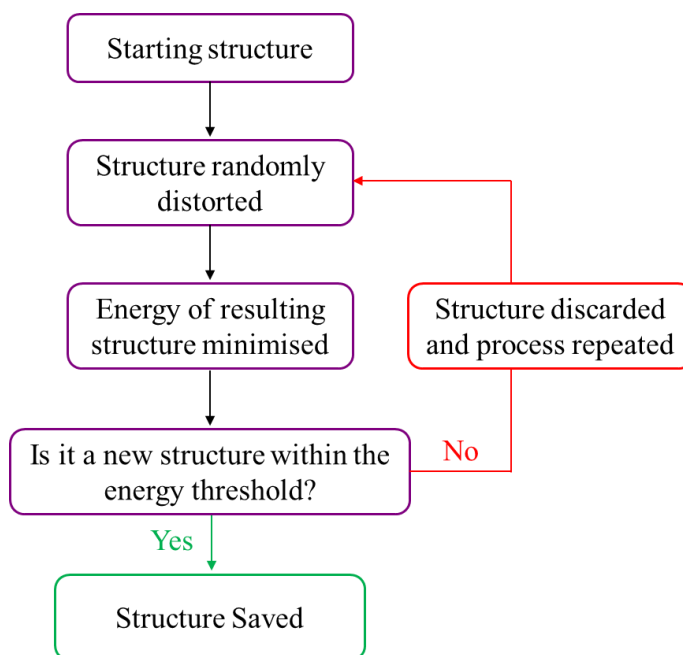 Starting structure
Structure randomly
distorted
Energy of resulting
structure minimised
Structure discarded
and process repeated
Is it a new structure within the
energy threshold?
No
Yes
Structure Saved